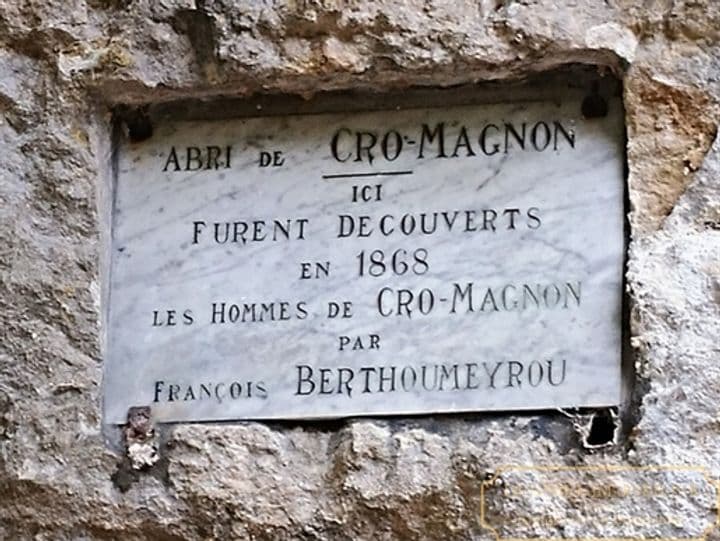 ABRI DE CRO-MAGNON
ICI
FURENT DECOUVERTS
EN 1868
LES HOMMES DE CRO-MAGNON
PAR
FRANÇOIS BERTHOUMEYROU